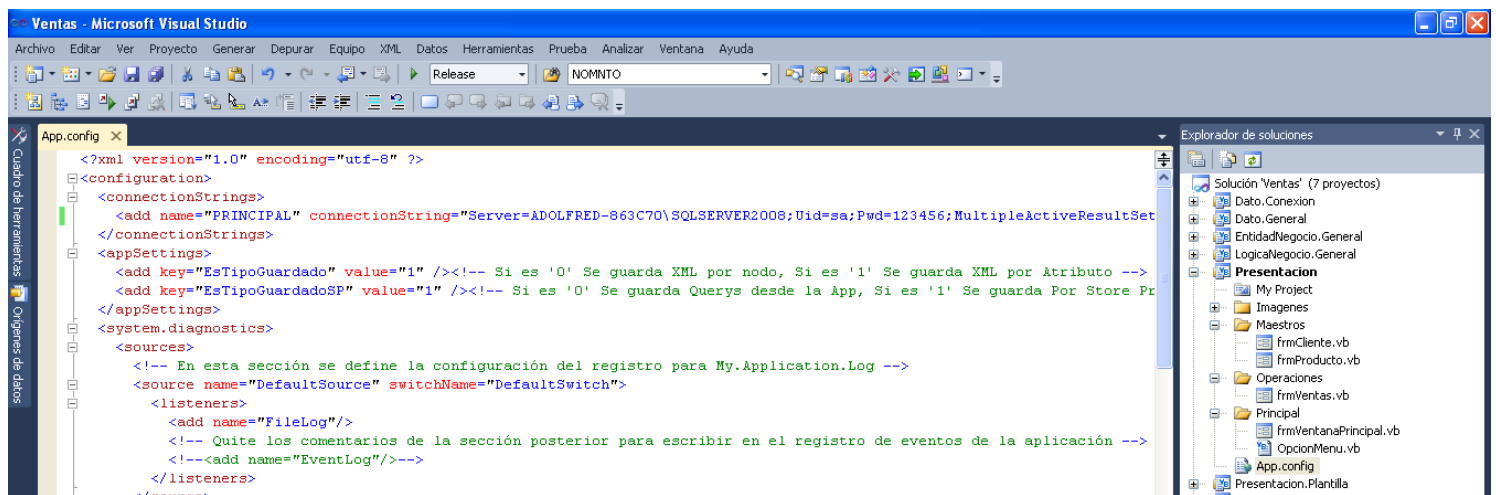 Ventas - Microsoft Visual Studio
Archivo Editar Ver Proyecto Generar Depurar Equipo XML Datos Herramientas Prueba Analizar Ventana Ayuda
Release NOMNTO
App.config
Explorador de soluciones
Cuadro de herramientas
Orígenes de datos
<?xml version="1.0" encoding="utf-8" ?>
<configuration>
<connectionStrings>
<add name="PRINCIPAL" connectionString="Server=ADOLFRED-863C70\SQLSERVER2008;Uid=sa;Pwd=123456;MultipleActiveResultSet
</connectionStrings>
<appSettings>
<add key="EsTipoGuardado" value="1" /><!-- Si es '0' Se guarda XML por nodo, Si es '1' Se guarda XML por Atributo -->
<add key="EsTipoGuardadoSP" value="1" /><!-- Si es '0' Se guarda Querys desde la App, Si es '1' Se guarda Por Store Pr
</appSettings>
<system.diagnostics>
<sources>
<!-- En esta sección se define la configuración del registro para My.Application.Log -->
<source name="DefaultSource" switchName="DefaultSwitch">
<listeners>
<add name="FileLog"/>
<!-- Quite los comentarios de la sección posterior para escribir en el registro de eventos de la aplicación -->
<!--<add name="EventLog"/>-->
</listeners>
Solución 'Ventas' (7 proyectos)
Dato.Conexion
Dato.General
EntidadNegocio.General
LogicaNegocio.General
Presentacion
My Project
Imagenes
Maestros
frmCliente.vb
frmProducto.vb
Operaciones
frmVentas.vb
Principal
frmVentanaPrincipal.vb
OpcionMenu.vb
App.config
Presentacion.Plantilla